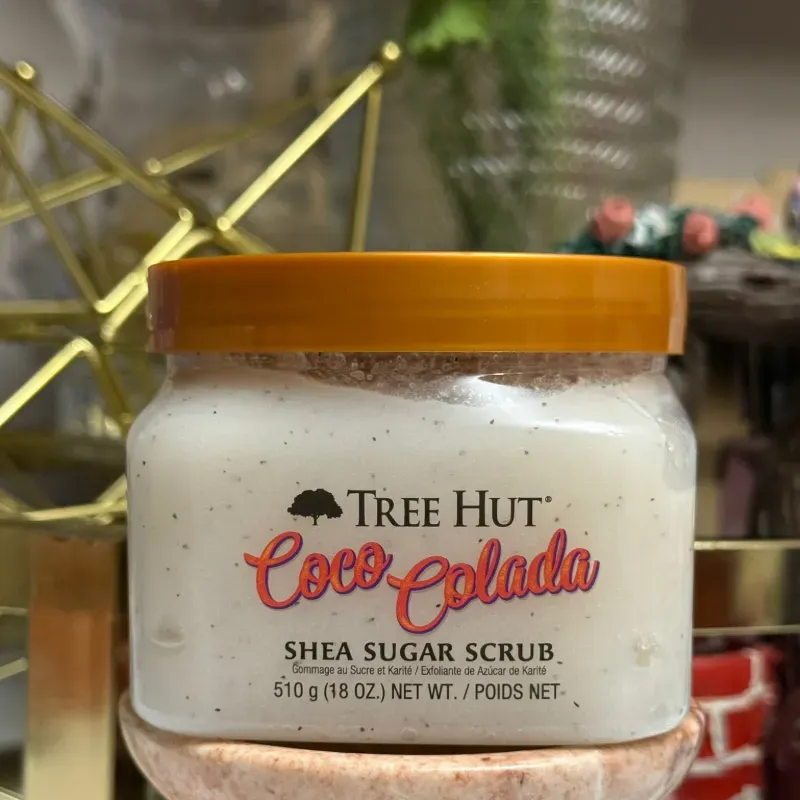 TREE HUT®
Coco Colada
SHEA SUGAR SCRUB
Gommage au Sucre et Karité / Exfoliante de Azúcar de Karité
510 g (18 OZ.) NET WT. / POIDS NET